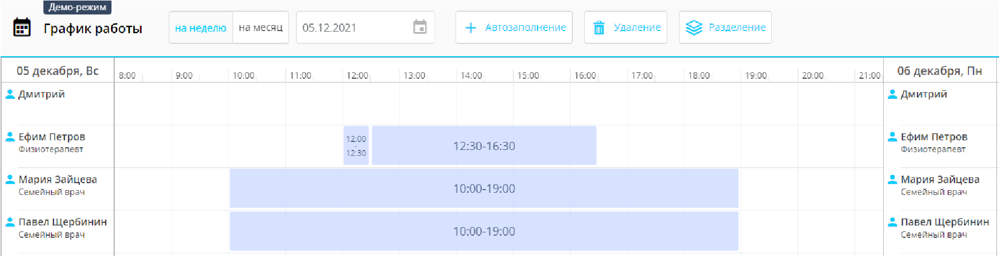 Демо-режим
График работы
на неделю
на месяц
05.12.2021
Автозаполнение
Удаление
Разделение
05 декабря, Вс
8:00 9:00 10:00 11:00 12:00 13:00 14:00 15:00 16:00 17:00 18:00 19:00 20:00 21:00
06 декабря, Пн
Дмитрий
Дмитрий
Ефим Петров
Физиотерапевт
12:00
-
12:30
12:30-16:30
Ефим Петров
Физиотерапевт
Мария Зайцева
Семейный врач
10:00-19:00
Мария Зайцева
Семейный врач
Павел Щербинин
Семейный врач
10:00-19:00
Павел Щербинин
Семейный врач